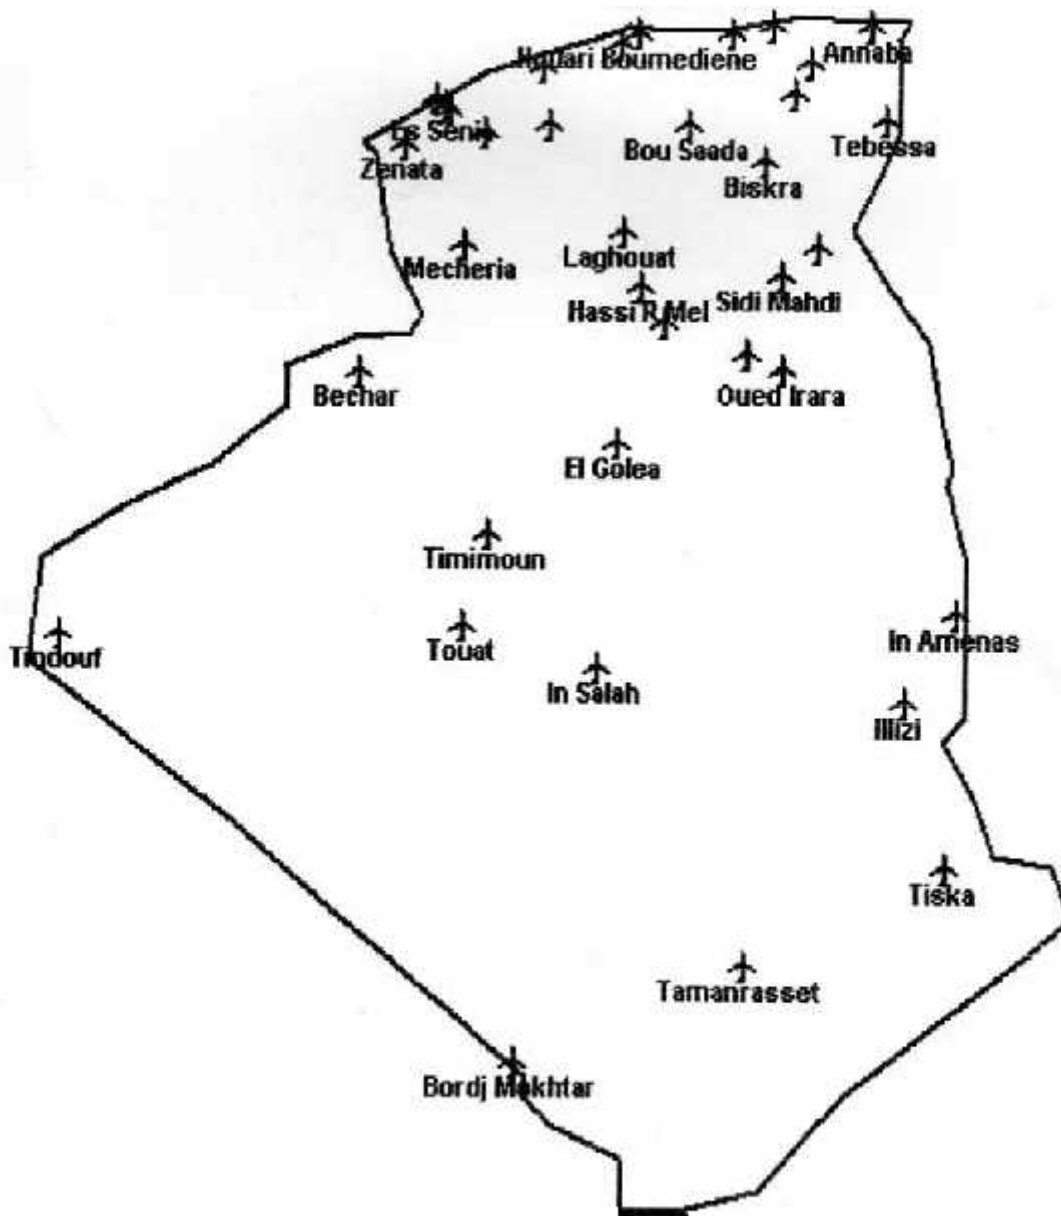 Houari Boumediene
Annaba
Es Senia
Zenata
Bou Saada
Tebessa
Biskra
Mecheria
Laghouat
Hassi R Mel
Sidi Mahdi
Bechar
Oued Irara
El Golea
Timimoun
Tindouf
Touat
In Salah
In Amenas
Illizi
Tiska
Tamanrasset
Bordj Mokhtar